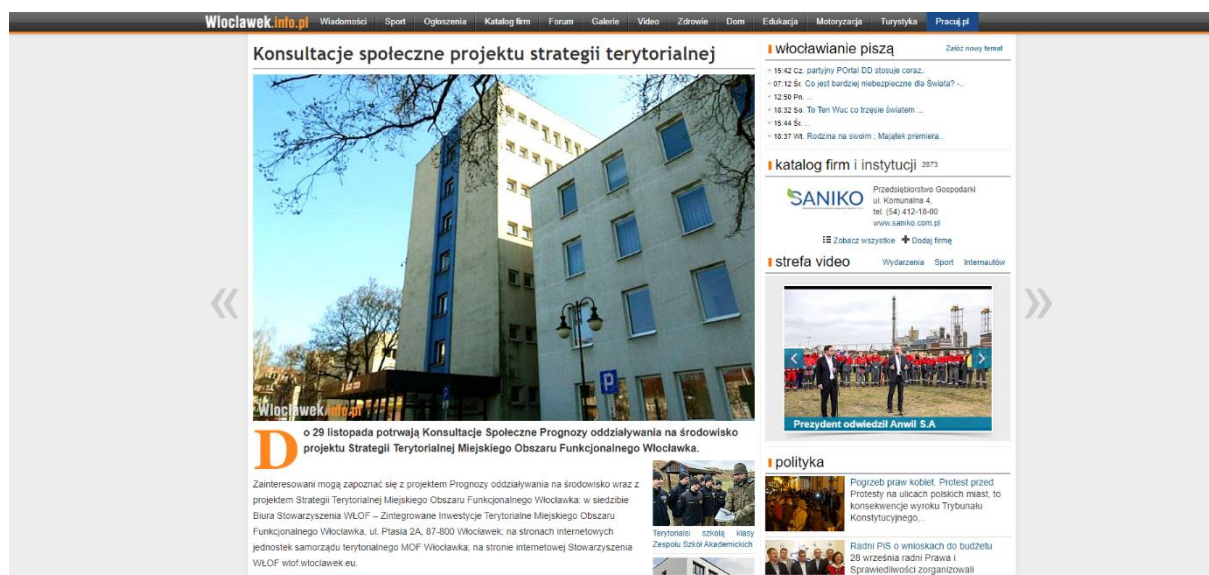 Wloclawek.info.pl Wiadomości Sport Ogłoszenia Katalog firm Forum Galerie Video Zdrowie Dom Edukacja Motoryzacja Turystyka Pracuj.pl
Konsultacje społeczne projektu strategii terytorialnej
Wloclawek.info.pl
Do 29 listopada potrwają Konsultacje Społeczne Prognozy oddziaływania na środowisko
projektu Strategii Terytorialnej Miejskiego Obszaru Funkcjonalnego Włocławka.
Zainteresowani mogą zapoznać się z projektem Prognozy oddziaływania na środowisko wraz z
projektem Strategii Terytorialnej Miejskiego Obszaru Funkcjonalnego Włocławka: w siedzibie
Biura Stowarzyszenia WŁOF – Zintegrowane Inwestycje Terytorialne Miejskiego Obszaru
Funkcjonalnego Włocławka, ul. Ptasia 2A, 87-800 Włocławek; na stronach internetowych
jednostek samorządu terytorialnego MOF Włocławka; na stronie internetowej Stowarzyszenia
WŁOF wlof.wloclawek.eu.
Terytorialsi szkolą klasy
Zespołu Szkół Akademickich
włocławianie piszą Załóż nowy temat
15:42 Cz. partyjny POrtal DD stosuje coraz..
07:12 Śr. Co jest bardziej niebezpieczne dla Świata? -..
12:50 Pn. ...
18:32 So. To Ten Wuc co trzęsie światem ...
15:44 Śr. ...
18:37 Wt. Rodzina na swoim ; Majątek premiera..
katalog firm i instytucji 2873
SANIKO
Przedsiębiorstwo Gospodarki
ul. Komunalna 4,
tel. (54) 412-18-00
www.saniko.com.pl
Zobacz wszystkie Dodaj firmę
strefa video Wydarzenia Sport Internautów
Prezydent odwiedził Anwil S.A
polityka
Pogrzeb praw kobiet. Protest przed
Protesty na ulicach polskich miast, to
konsekwencje wyroku Trybunału
Konstytucyjnego,..
Radni PiS o wnioskach do budżetu
28 września radni Prawa i
Sprawiedliwości zorganizowali